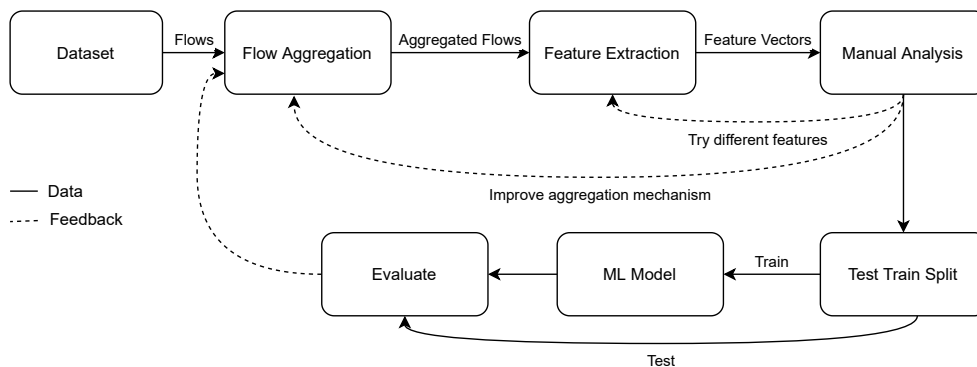 Dataset
Flows
Flow Aggregation
Aggregated Flows
Feature Extraction
Feature Vectors
Manual Analysis
Try different features
Improve aggregation mechanism
Data
Feedback
Evaluate
ML Model
Train
Test Train Split
Test